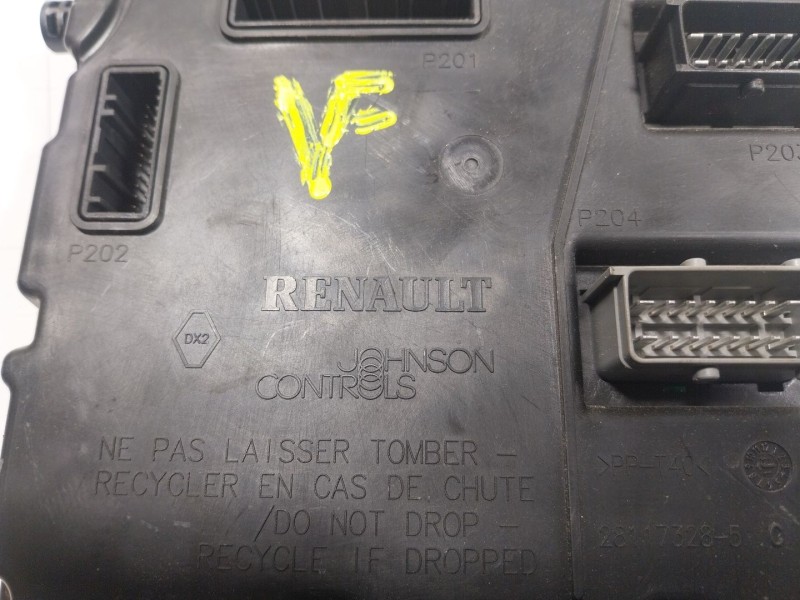 P201
VF
P202
P203
P204
RENAULT
DX2
JOHNSON
CONTROLS
NE PAS LAISSER TOMBER -
RECYCLER EN CAS DE CHUTE
/DO NOT DROP -
RECYCLE IF DROPPED